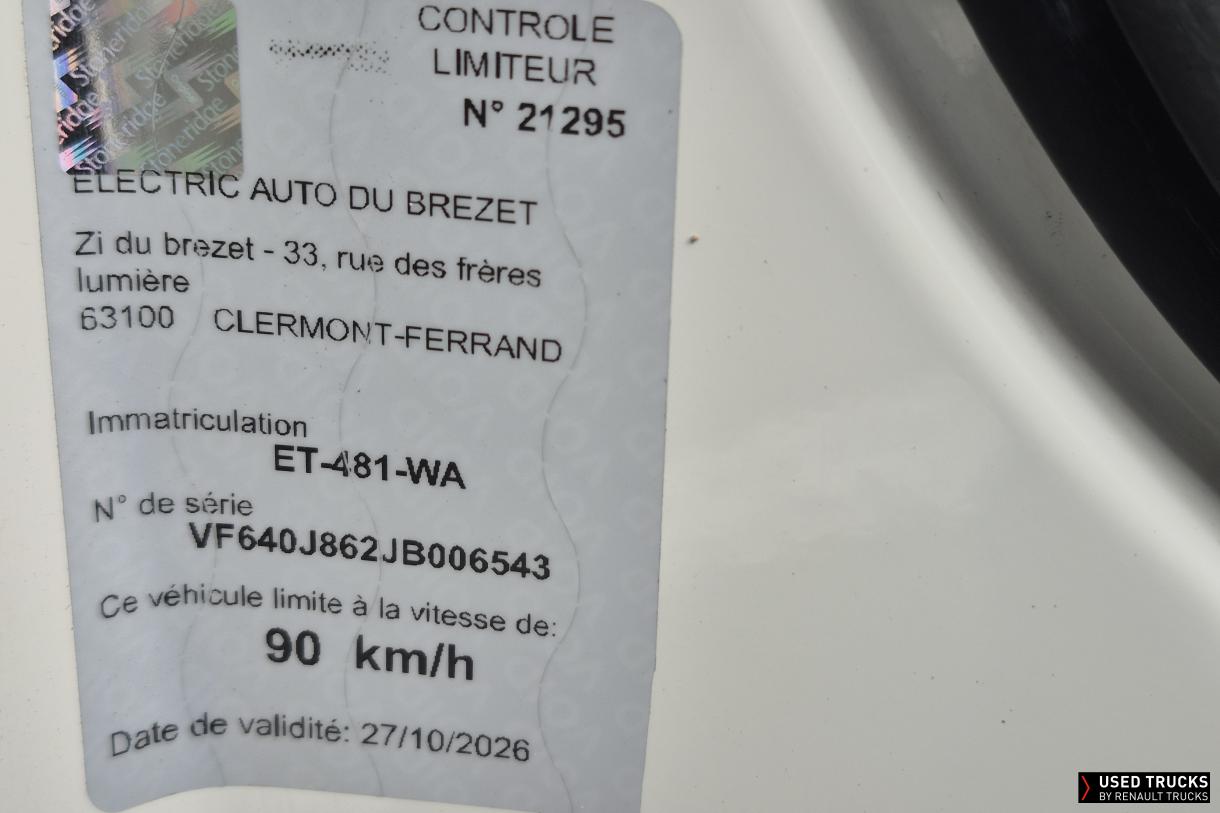 Stoneridge
CONTROLE
LIMITEUR
N° 21295
ELECTRIC AUTO DU BREZET
Zi du brezet - 33, rue des frères
lumière
63100 CLERMONT-FERRAND
Immatriculation
ET-481-WA
N° de série
VF640J862JB006543
Ce véhicule limite à la vitesse de:
90 km/h
Date de validité: 27/10/2026
USED TRUCKS
BY RENAULT TRUCKS